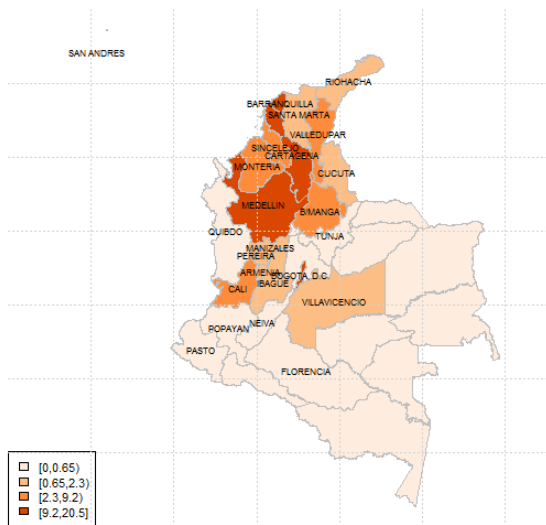 SAN ANDRES
RIOHACHA
BARRANQUILLA
SANTA MARTA
VALLEDUPAR
SINCELEJO
CARTAGENA
MONTERIA
CUCUTA
MEDELLIN
B/MANGA
QUIBDO
TUNJA
MANIZALES
PEREIRA
ARMENIA
BOGOTA, D.C.
IBAGUE
CALI
VILLAVICENCIO
NEIVA
POPAYAN
PASTO
FLORENCIA
[0,0.65)
[0.65,2.3)
[2.3,9.2)
[9.2,20.5]